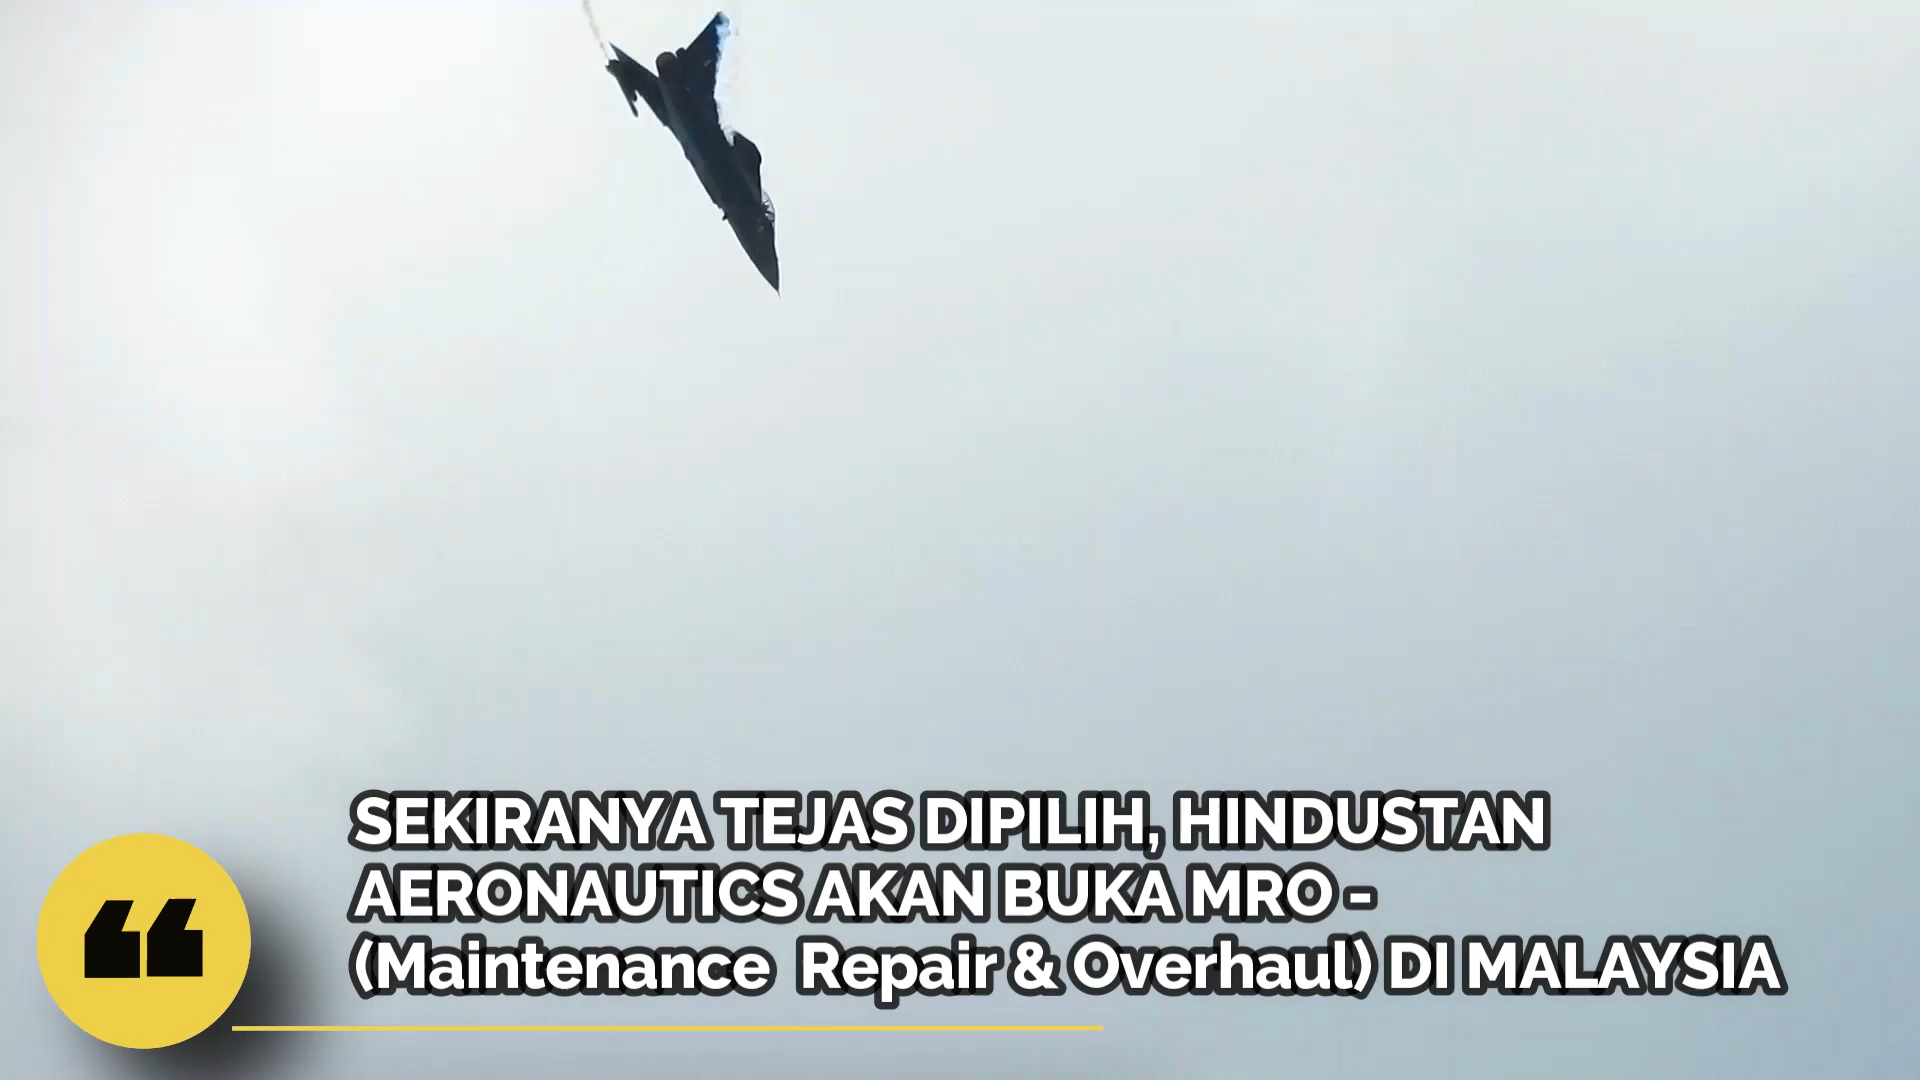 SEKIRANYA TEJAS DIPILIH, HINDUSTAN
AERONAUTICS AKAN BUKA MRO -
(Maintenance Repair & Overhaul) DI MALAYSIA